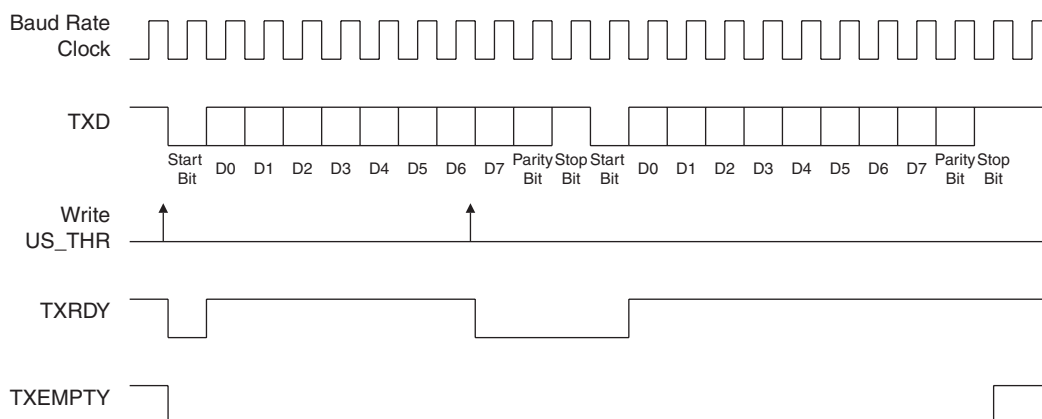 Baud Rate
Clock
TXD
Start
Bit
D0
D1
D2
D3
D4
D5
D6
D7
Parity
Bit
Stop
Bit
Start
Bit
D0
D1
D2
D3
D4
D5
D6
D7
Parity
Bit
Stop
Bit
Write
US_THR
TXRDY
TXEMPTY